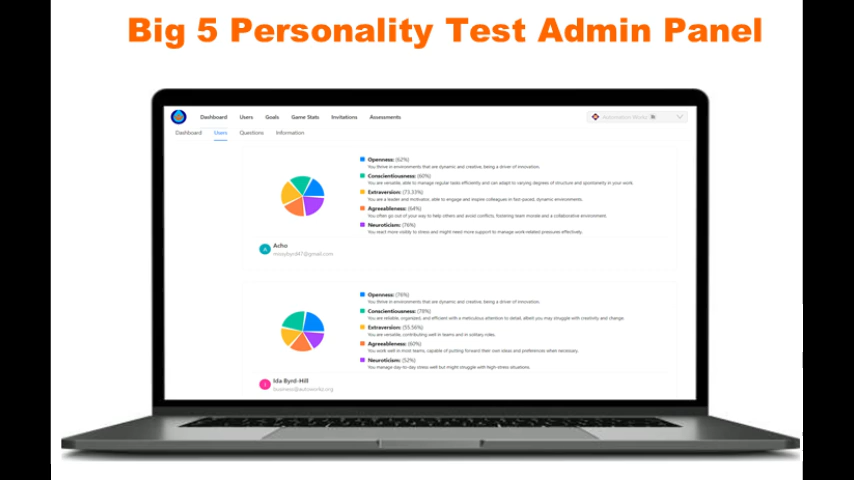 Big 5 Personality Test Admin Panel
Dashboard Users Goals Game Stats Invitations Assessments
Dashboard Users Questions Information
Openness: (62%)
You thrive in environments that are dynamic and creative, being a driver of innovation.
Conscientiousness: (60%)
You are versatile, able to manage regular tasks efficiently and can adapt to varying degrees of structure and spontaneity in your work.
Extraversion: (73.33%)
You are a leader and motivator, able to engage and inspire colleagues in fast-paced, dynamic environments.
Agreeableness: (64%)
You often go out of your way to help others and avoid conflicts, fostering team morale and a collaborative environment.
Neuroticism: (76%)
You react more visibly to stress and might need more support to manage work related pressures effectively.
A Acho
Openness: (76%)
You thrive in environments that are dynamic and creative, being a driver of innovation.
Conscientiousness: (78%)
You are reliable, organized, and efficient with a meticulous attention to detail, albeit you may struggle with creativity and change.
Extraversion: (55.56%)
You are versatile, contributing well in teams and in solitary roles.
Agreeableness: (60%)
You work well in most teams, capable of putting forward their own ideas and preferences when necessary.
Neuroticism: (52%)
You manage day-to-day stress well but might struggle with high-stress situations.
I Ida Byrd-Hill
business@autoworkz.org